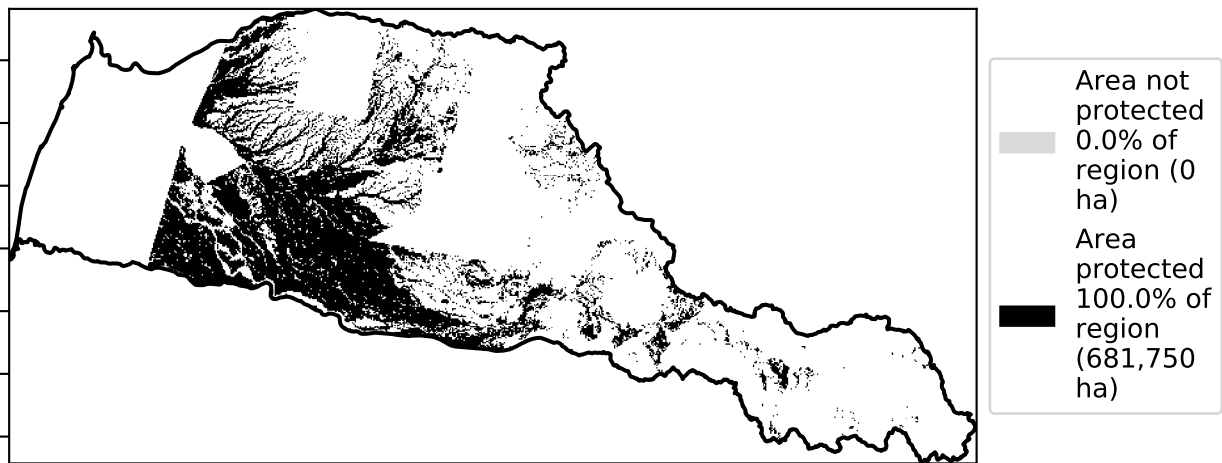 Area not
protected
0.0% of
region (0
ha)
Area
protected
100.0% of
region
(681,750
ha)